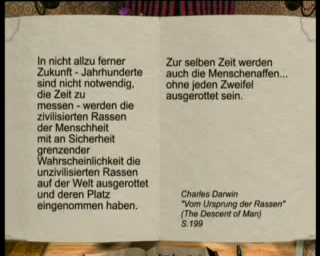 In nicht allzu ferner
Zukunft - Jahrhunderte
sind nicht notwendig,
die Zeit zu
messen - werden die
zivilisierten Rassen
der Menschheit
mit an Sicherheit
grenzender
Wahrscheinlichkeit die
unzivilisierten Rassen
auf der Welt ausgerottet
und deren Platz
eingenommen haben.
Zur selben Zeit werden
auch die Menschenaffen...
ohne jeden Zweifel
ausgerottet sein.
Charles Darwin
"Vom Ursprung der Rassen"
(The Descent of Man)
S.199